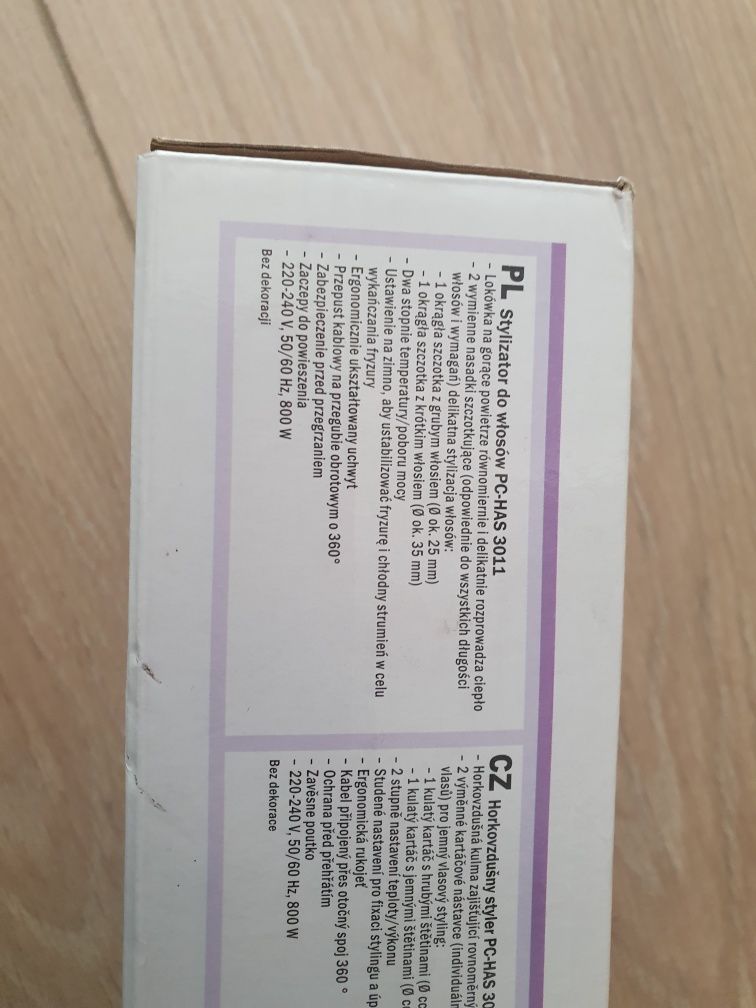 PL Stylizator do włosów PC-HAS 3011
- Lokówka na gorące powietrze równomiernie i delikatnie rozprowadza ciepło
- 2 wymienne nasadki szczotkujące (odpowiednie do wszystkich długości
włosów i wymagań) delikatna stylizacja włosów:
- 1 okrągła szczotka z grubym włosiem (Ø ok. 25 mm)
- 1 okrągła szczotka z krótkim włosiem (Ø ok. 35 mm)
- Dwa stopnie temperatury/poboru mocy
- Ustawienie na zimno, aby ustabilizować fryzurę i chłodny strumień w celu
wykańczania fryzury
- Ergonomicznie ukształtowany uchwyt
- Przepust kablowy na przegubie obrotowym o 360°
- Zabezpieczenie przed przegrzaniem
- Zaczepy do powieszenia
- 220-240 V, 50/60 Hz, 800 W
Bez dekoracji
CZ Horkovzdušny styler PC-HAS 30
- Horkovzdušná kulma zajišťující rovnoměrný
- 2 výměnné kartáčové nástavce (individuáln
vlasů) pro jemný vlasový styling:
- 1 kulatý kartáč s hrubými štětinami (Ø cc
- 1 kulatý kartáč s jemnými štětinami (Ø c
- 2 stupně nastavení teploty/výkonu
- Studené nastavení pro fixaci stylingu a úp
- Ergonomická rukojeť
- Kabel připojený přes otočný spoj 360 °
- Ochrana před přehřátím
- Závěsne poutko
- 220-240 V, 50/60 Hz, 800 W
Bez dekorace